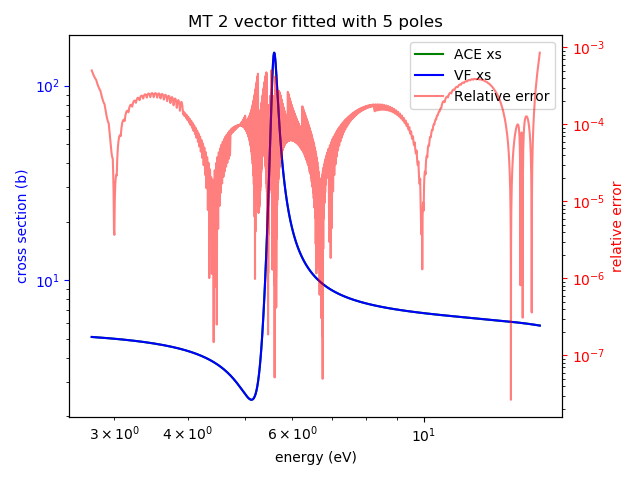 MT 2 vector fitted with 5 poles
ACE xs
VF xs
Relative error
cross section (b)
10²
10¹
relative error
10⁻³
10⁻⁴
10⁻⁵
10⁻⁶
10⁻⁷
3 × 10⁰ 4 × 10⁰ 6 × 10⁰ 10¹
energy (eV)